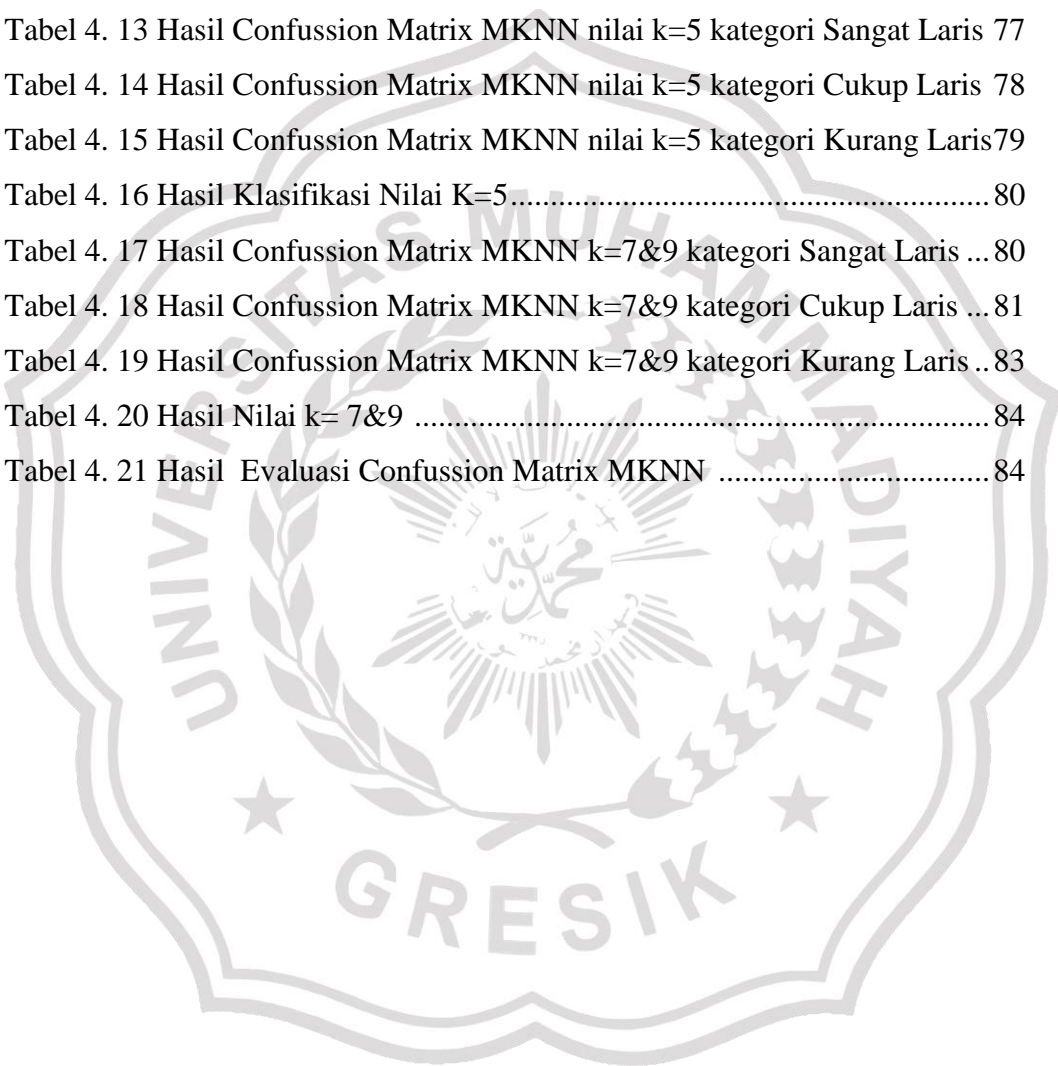 Tabel 4. 13 Hasil Confussion Matrix MKNN nilai k=5 kategori Sangat Laris 77
Tabel 4. 14 Hasil Confussion Matrix MKNN nilai k=5 kategori Cukup Laris 78
Tabel 4. 15 Hasil Confussion Matrix MKNN nilai k=5 kategori Kurang Laris79
Tabel 4. 16 Hasil Klasifikasi Nilai K=5............................................................ 80
Tabel 4. 17 Hasil Confussion Matrix MKNN k=7&9 kategori Sangat Laris ...80
Tabel 4. 18 Hasil Confussion Matrix MKNN k=7&9 kategori Cukup Laris ...81
Tabel 4. 19 Hasil Confussion Matrix MKNN k=7&9 kategori Kurang Laris ..83
Tabel 4. 20 Hasil Nilai k= 7&9 ........................................................................ 84
Tabel 4. 21 Hasil  Evaluasi Confussion Matrix MKNN .................................. 84
UNIVERSITAS MUHAMMADIYAH
GRESIK
محمد